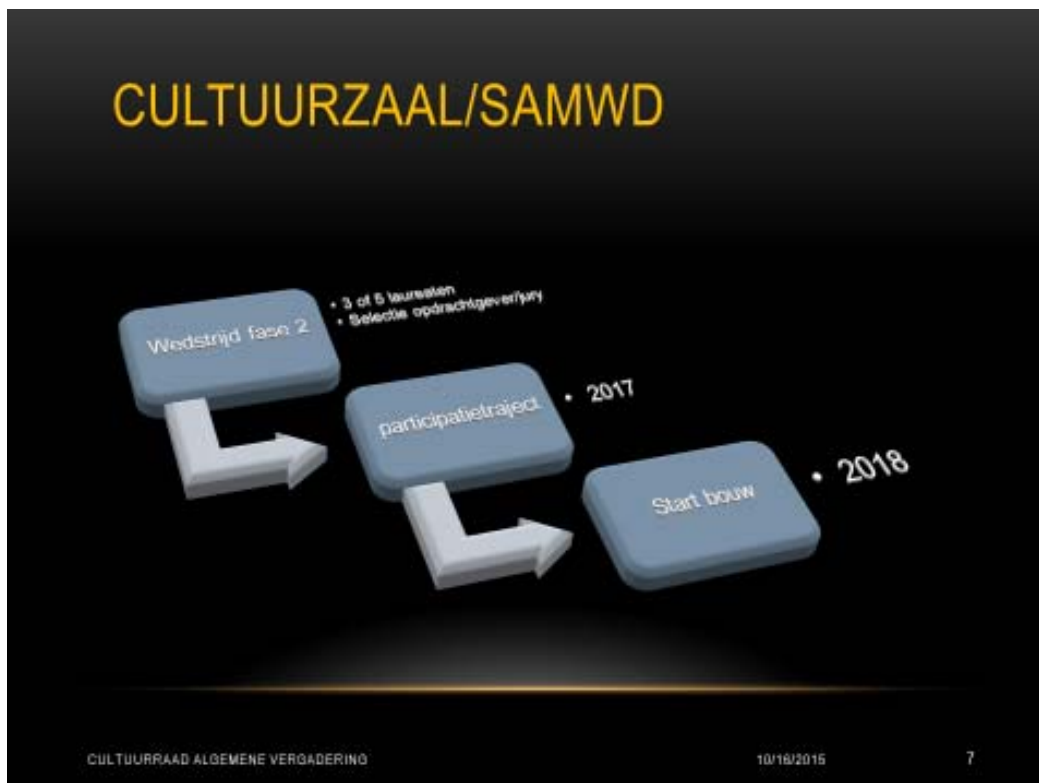 CULTUURZAAL/SAMWD
Wedstrijd fase 2
• 3 of 5 laureaten
• Selectie opdrachtgever/jury
participatietraject
• 2017
Start bouw
• 2018
CULTUURRAAD ALGEMENE VERGADERING
10/16/2015
7